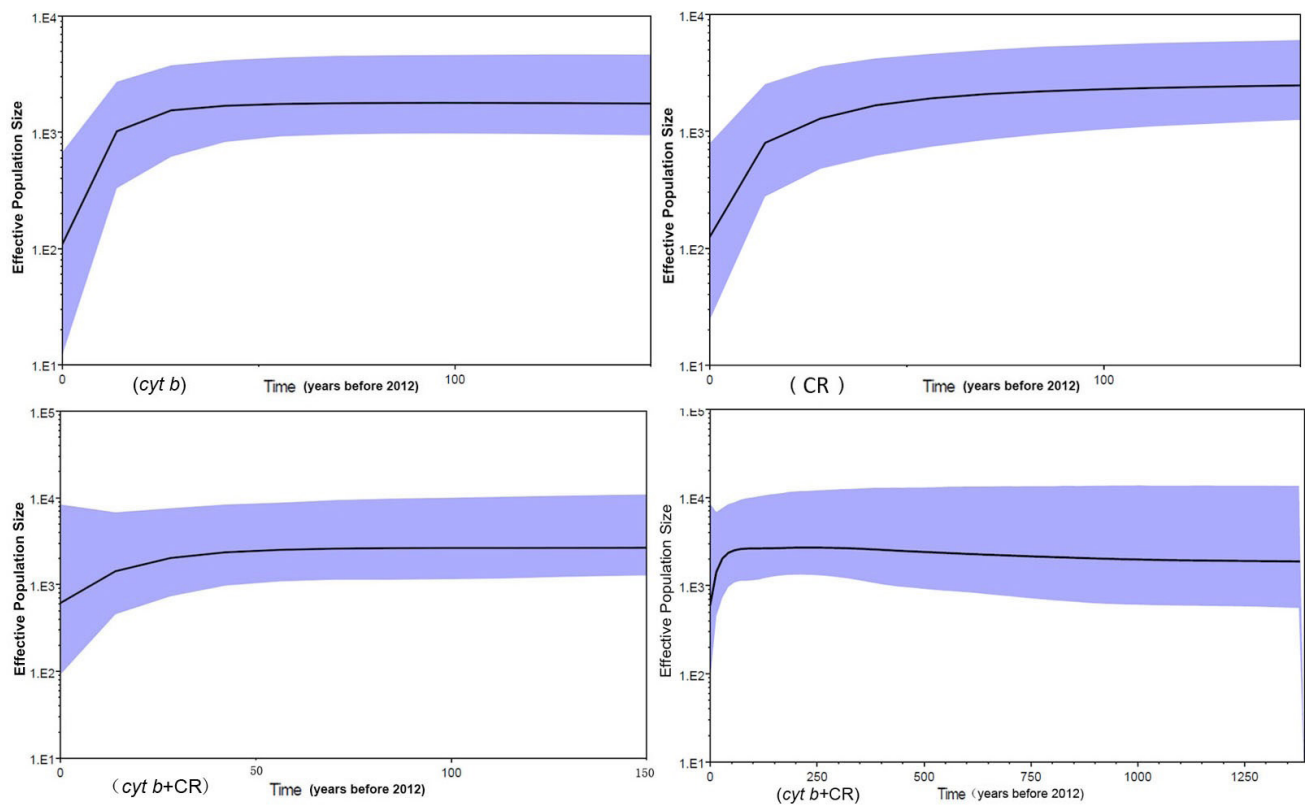 1.E4
1.E3
1.E2
1.E1
Effective Population Size
0
100
(cyt b)
Time (years before 2012)
1.E4
1.E3
1.E2
1.E1
Effective Population Size
0
100
( CR )
Time (years before 2012)
1.E5
1.E4
1.E3
1.E2
1.E1
Effective Population Size
0
50
100
150
(cyt b+CR)
Time (years before 2012)
1.E5
1.E4
1.E3
1.E2
1.E1
Effective Population Size
0
250
500
750
1000
1250
(cyt b+CR)
Time (years before 2012)